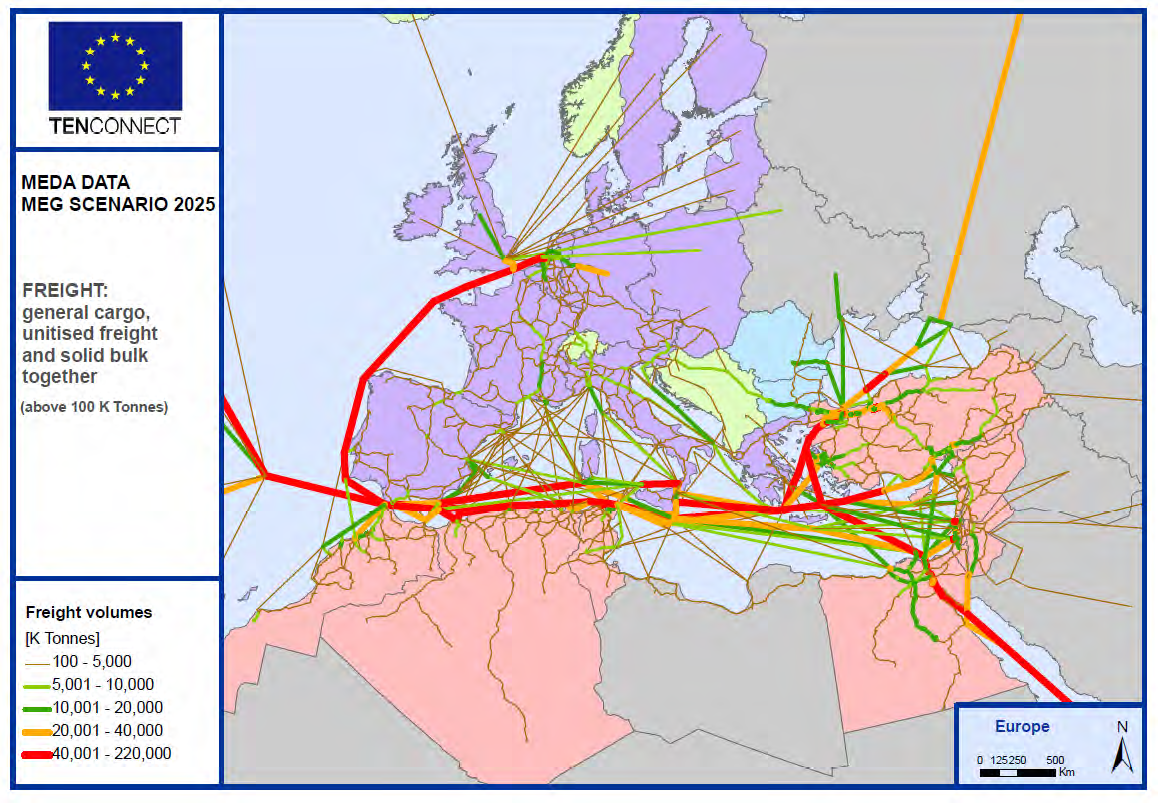 TENCONNECT
MEDA DATA
MEG SCENARIO 2025
FREIGHT:
general cargo,
unitised freight
and solid bulk
together
(above 100 K Tonnes)
Freight volumes
[K Tonnes]
100 - 5,000
5,001 - 10,000
10,001 - 20,000
20,001 - 40,000
40,001 - 220,000
Europe
N
0 125250 500
Km